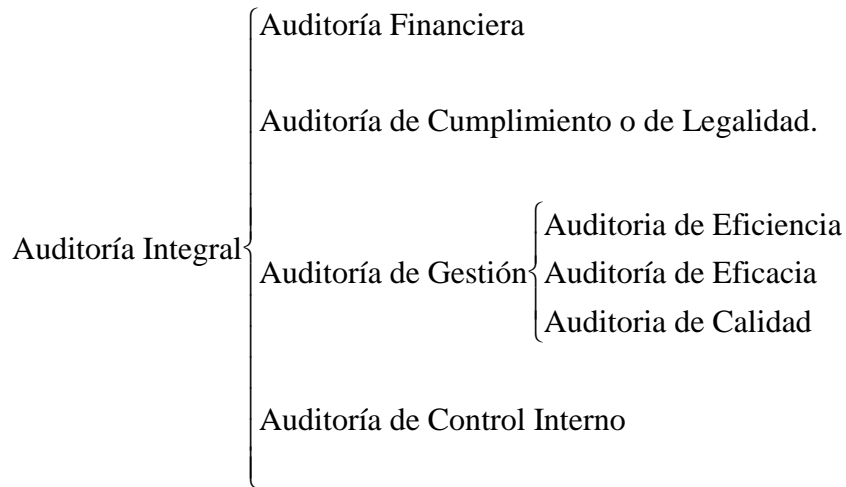 Auditoría Financiera
Auditoría de Cumplimiento o de Legalidad.
Auditoría Integral
Auditoría de Gestión
Auditoria de Eficiencia
Auditoría de Eficacia
Auditoria de Calidad
Auditoría de Control Interno